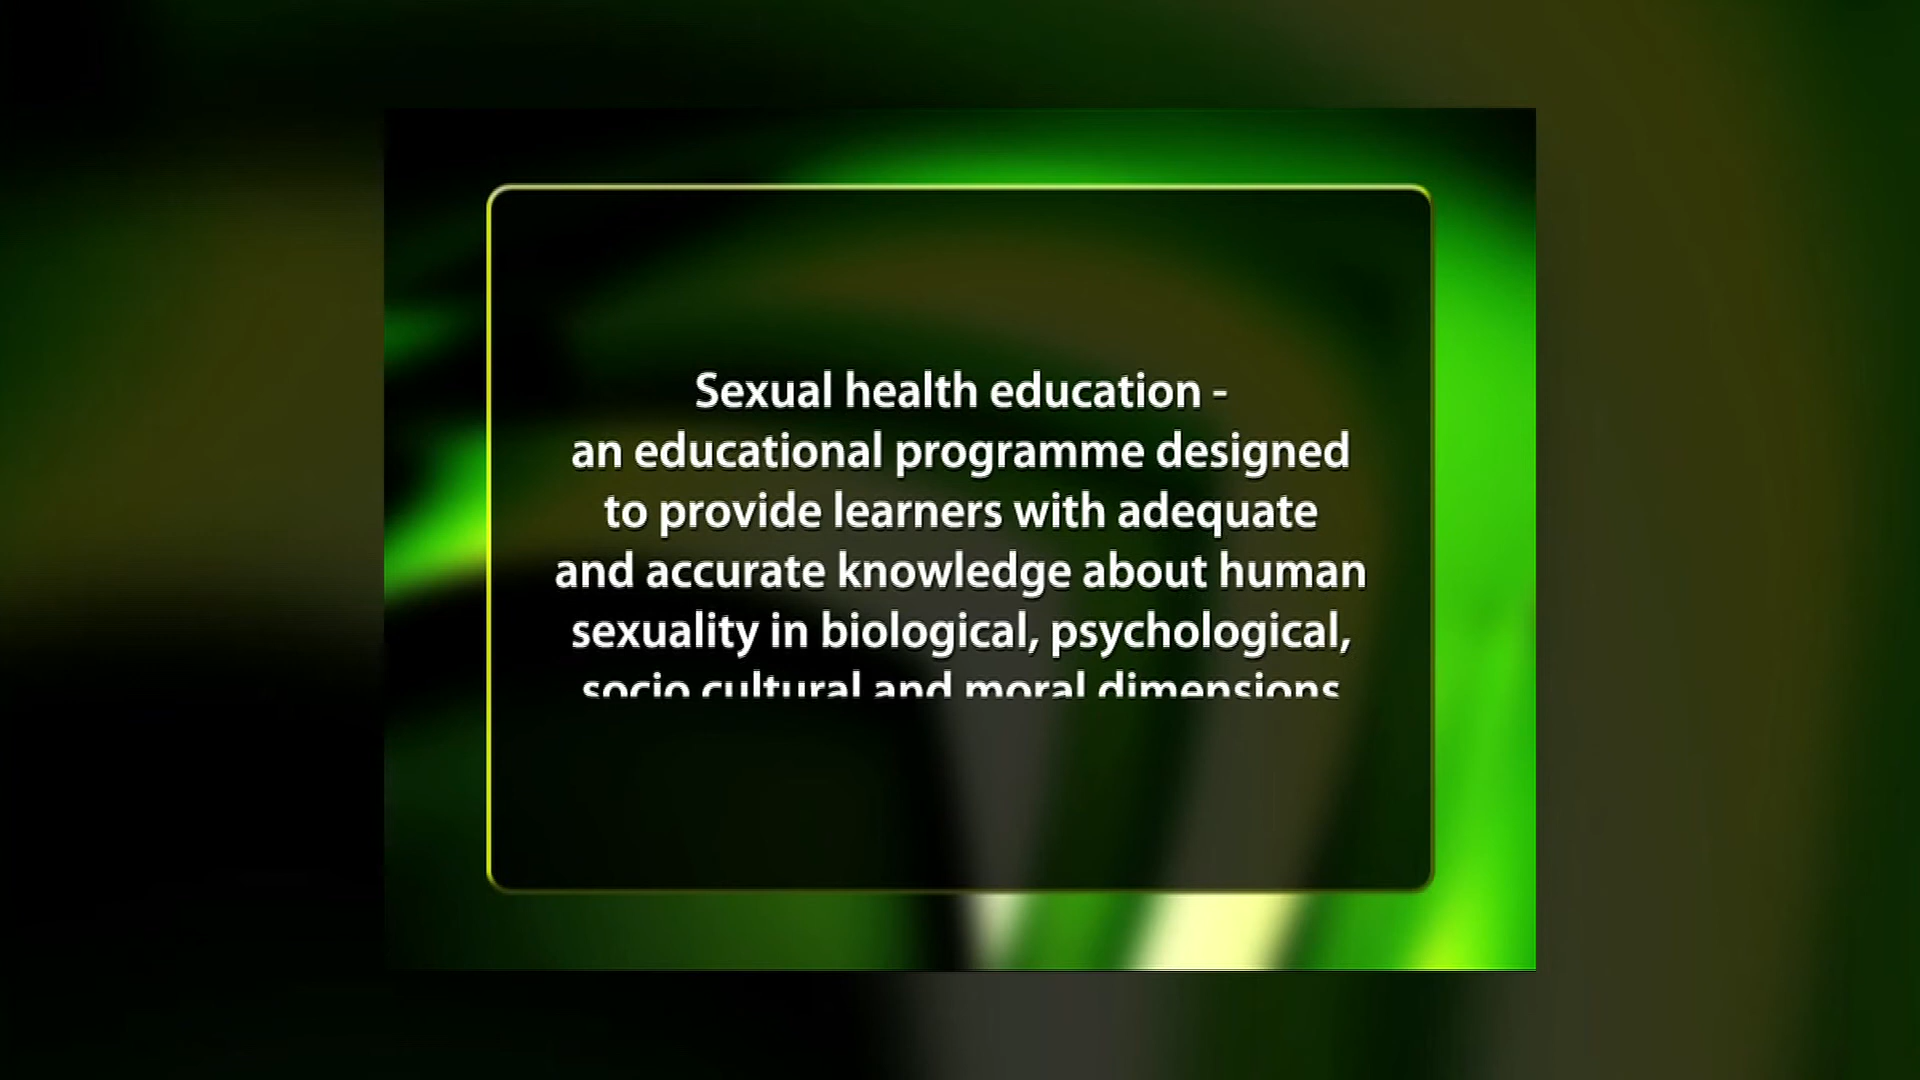 Sexual health education -
an educational programme designed
to provide learners with adequate
and accurate knowledge about human
sexuality in biological, psychological,
socio cultural and moral dimensions